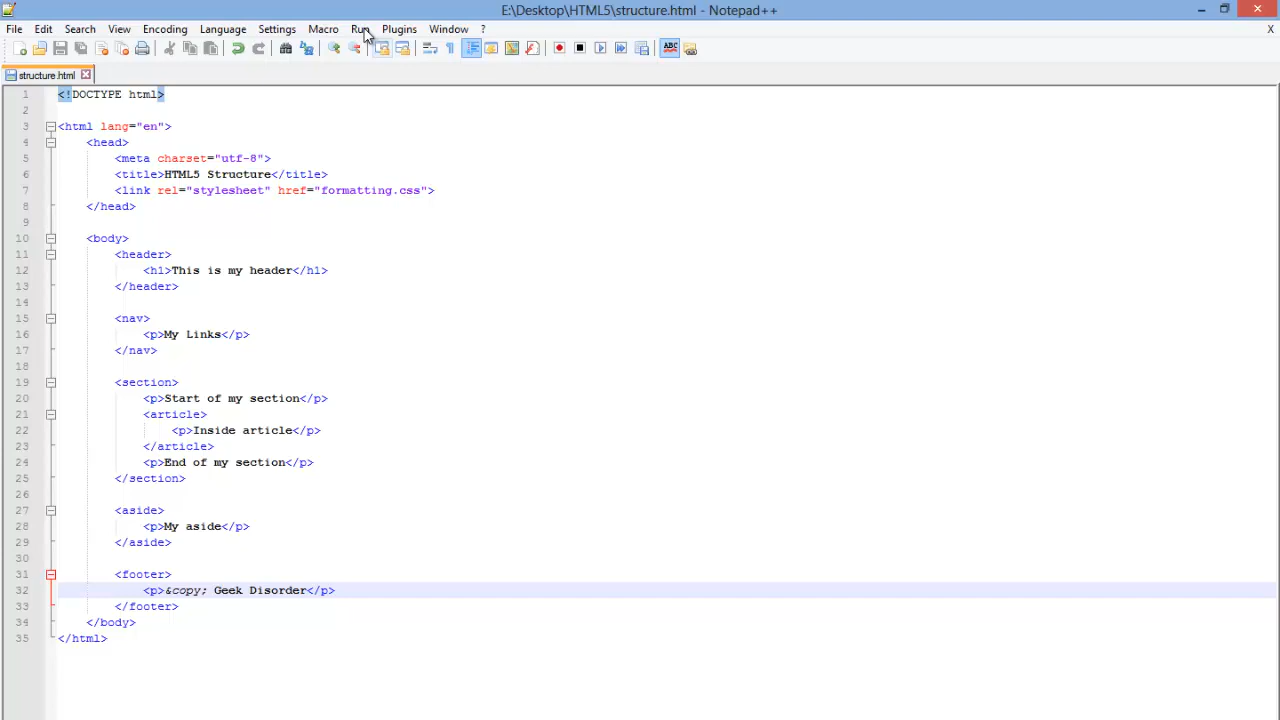 E:\Desktop\HTML5\structure.html - Notepad++
File Edit Search View Encoding Language Settings Macro Run Plugins Window ? X
ABC
structure.html
1 <!DOCTYPE html>
2
3 <html lang="en">
4 <head>
5 <meta charset="utf-8">
6 <title>HTML5 Structure</title>
7 <link rel="stylesheet" href="formatting.css">
8 </head>
9
10 <body>
11 <header>
12 <h1>This is my header</h1>
13 </header>
14
15 <nav>
16 <p>My Links</p>
17 </nav>
18
19 <section>
20 <p>Start of my section</p>
21 <article>
22 <p>Inside article</p>
23 </article>
24 <p>End of my section</p>
25 </section>
26
27 <aside>
28 <p>My aside</p>
29 </aside>
30
31 <footer>
32 <p>&copy; Geek Disorder</p>
33 </footer>
34 </body>
35 </html>